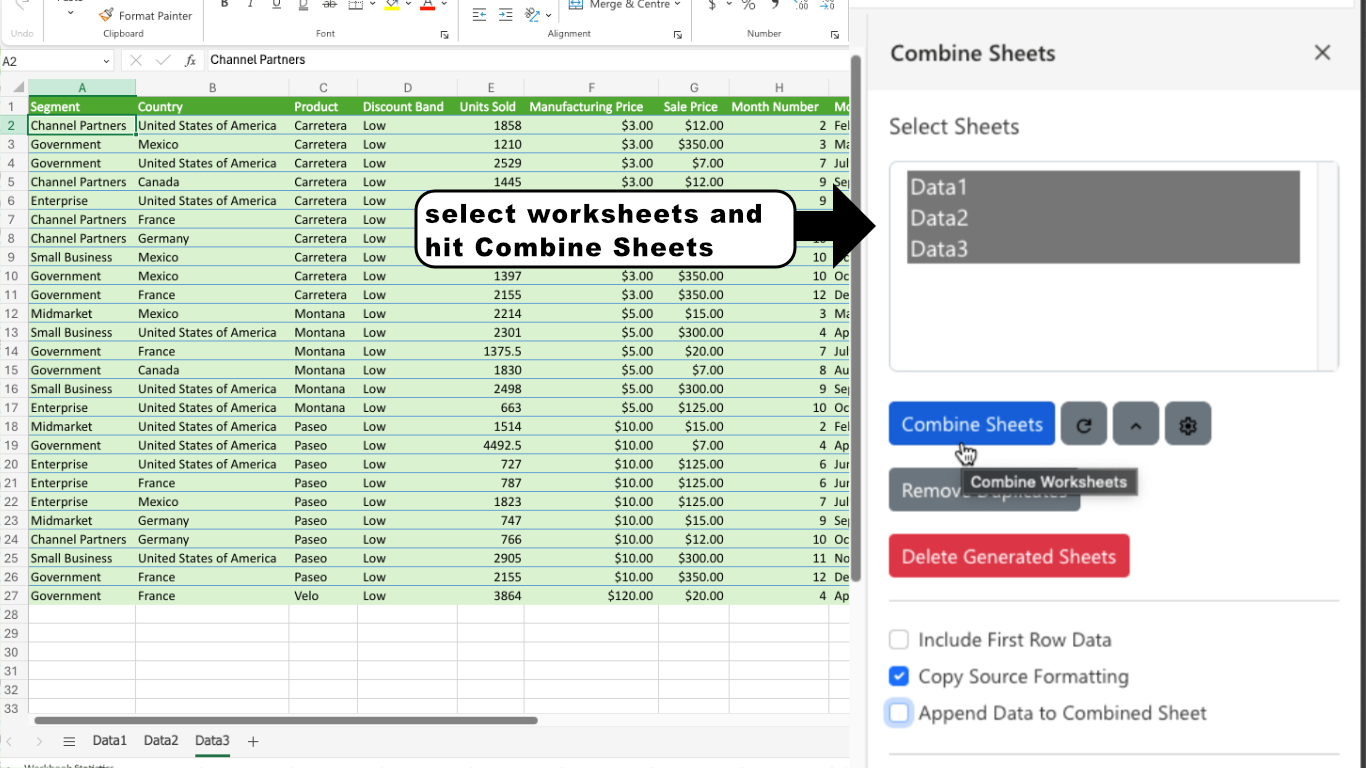 Format Painter
B I U D ab A
Merge & Centre $ % 9
Undo Clipboard Font Alignment Number
A2 fx Channel Partners
A B C D E F G H
1 Segment Country Product Discount Band Units Sold Manufacturing Price Sale Price Month Number
2 Channel Partners United States of America Carretera Low 1858 $3.00 $12.00 2
3 Government Mexico Carretera Low 1210 $3.00 $350.00 3
4 Government United States of America Carretera Low 2529 $3.00 $7.00 7 Jul
5 Channel Partners Canada Carretera Low 1445 $3.00 $12.00 9
6 Enterprise United States of America Carretera Low 9
7 Channel Partners France Carretera Low
8 Channel Partners Germany Carretera Low
9 Small Business Mexico Carretera Low 10
10 Government Mexico Carretera Low 1397 $3.00 $350.00 10 Oc
11 Government France Carretera Low 2155 $3.00 $350.00 12 De
12 Midmarket Mexico Montana Low 2214 $5.00 $15.00 3
13 Small Business United States of America Montana Low 2301 $5.00 $300.00 4 Ap
14 Government France Montana Low 1375.5 $5.00 $20.00 7 Jul
15 Government Canada Montana Low 1830 $5.00 $7.00 8 Au
16 Small Business United States of America Montana Low 2498 $5.00 $300.00 9
17 Enterprise United States of America Montana Low 663 $5.00 $125.00 10 Oc
18 Midmarket United States of America Paseo Low 1514 $10.00 $15.00 2
19 Government United States of America Paseo Low 4492.5 $10.00 $7.00 4 Ap
20 Enterprise United States of America Paseo Low 727 $10.00 $125.00 6
21 Enterprise France Paseo Low 787 $10.00 $125.00 6
22 Enterprise Mexico Paseo Low 1823 $10.00 $125.00 7 Jul
23 Midmarket Germany Paseo Low 747 $10.00 $15.00 9
24 Channel Partners Germany Paseo Low 766 $10.00 $12.00 10 Oc
25 Small Business United States of America Paseo Low 2905 $10.00 $300.00 11 No
26 Government France Paseo Low 2155 $10.00 $350.00 12 De
27 Government France Velo Low 3864 $120.00 $20.00 4 Ap
28
29
30
31
32
33
Data1 Data2 Data3
select worksheets and
hit Combine Sheets
Combine Sheets
Select Sheets
Data1
Data2
Data3
Combine Sheets
Combine Worksheets
Delete Generated Sheets
Include First Row Data
Copy Source Formatting
Append Data to Combined Sheet